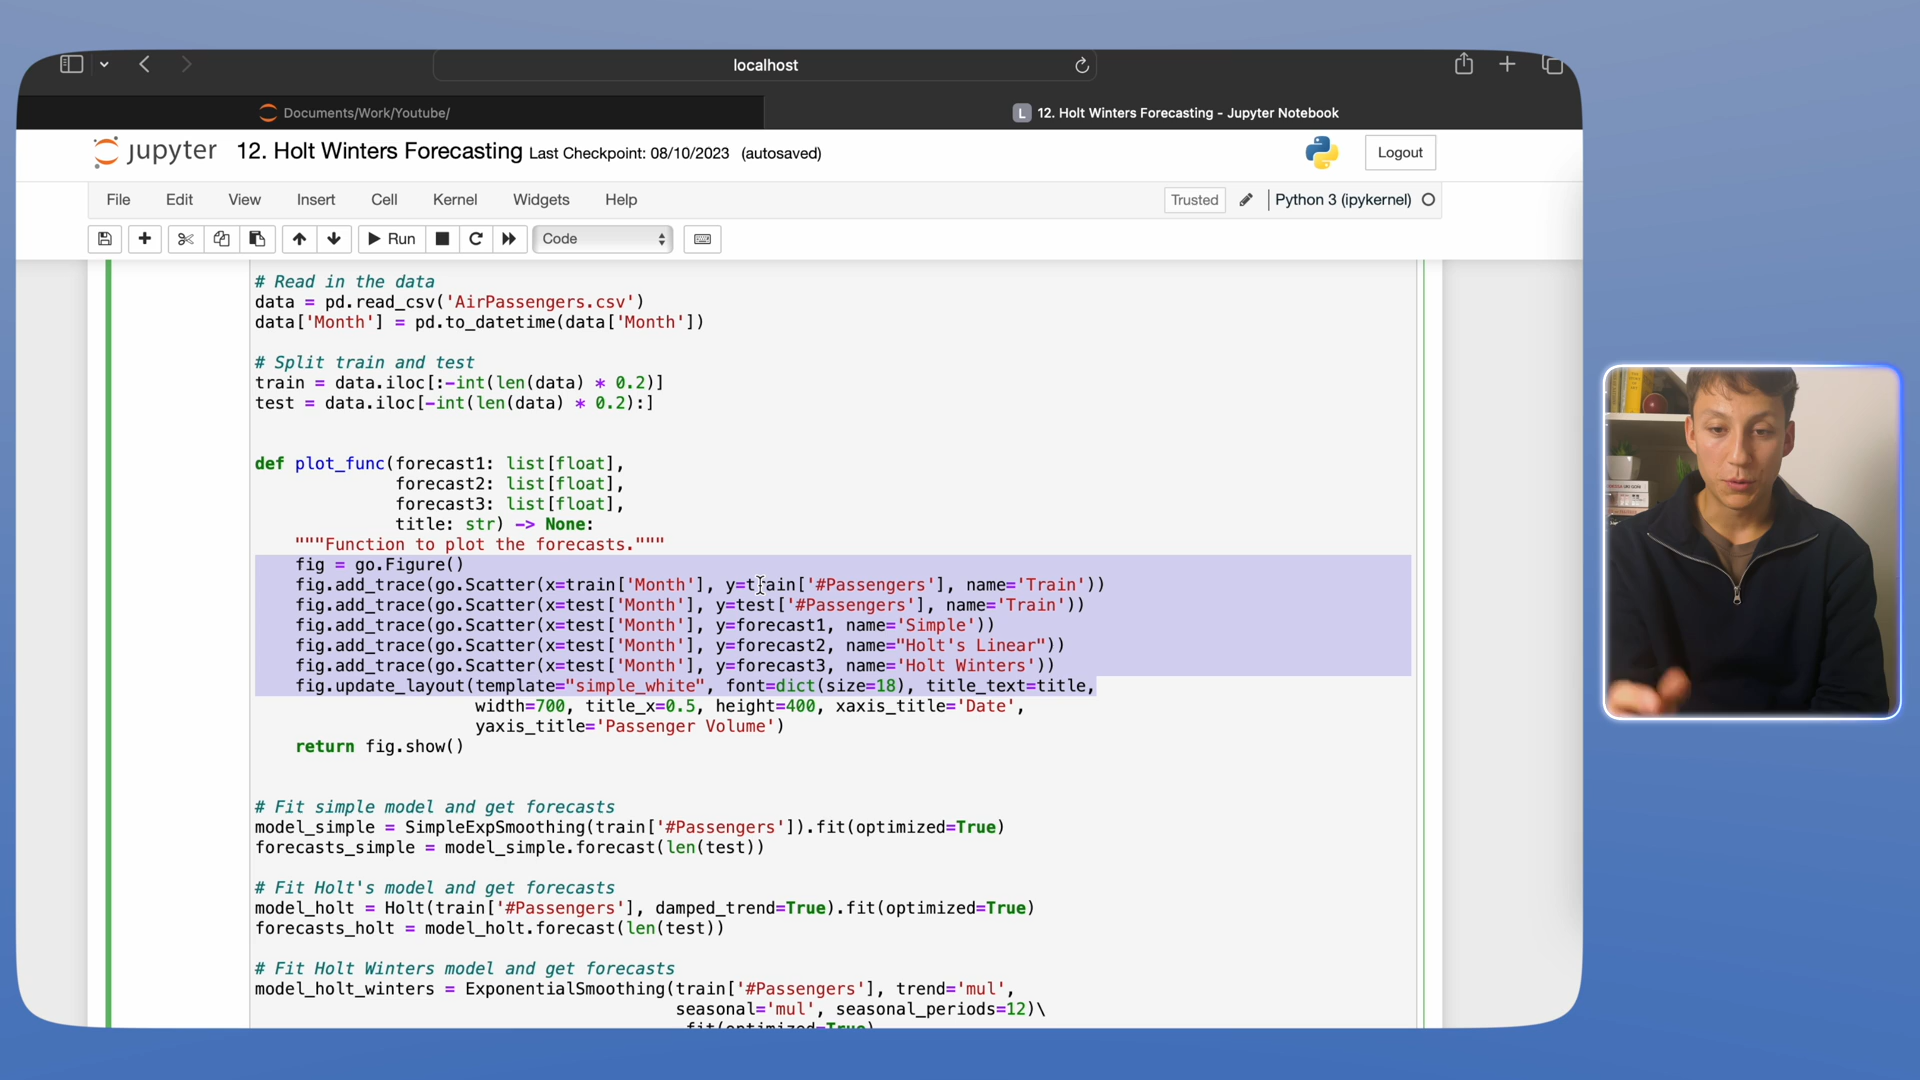 localhost
Documents/Work/Youtube/
L 12. Holt Winters Forecasting - Jupyter Notebook
jupyter 12. Holt Winters Forecasting Last Checkpoint: 08/10/2023 (autosaved)
Logout
File Edit View Insert Cell Kernel Widgets Help
Trusted Python 3 (ipykernel)
Run Code
# Read in the data
data = pd.read_csv('AirPassengers.csv')
data['Month'] = pd.to_datetime(data['Month'])
# Split train and test
train = data.iloc[:-int(len(data) * 0.2)]
test = data.iloc[-int(len(data) * 0.2):]
def plot_func(forecast1: list[float],
forecast2: list[float],
forecast3: list[float],
title: str) -> None:
"""Function to plot the forecasts."""
fig = go.Figure()
fig.add_trace(go.Scatter(x=train['Month'], y=train['#Passengers'], name='Train'))
fig.add_trace(go.Scatter(x=test['Month'], y=test['#Passengers'], name='Train'))
fig.add_trace(go.Scatter(x=test['Month'], y=forecast1, name='Simple'))
fig.add_trace(go.Scatter(x=test['Month'], y=forecast2, name="Holt's Linear"))
fig.add_trace(go.Scatter(x=test['Month'], y=forecast3, name='Holt Winters'))
fig.update_layout(template="simple_white", font=dict(size=18), title_text=title,
width=700, title_x=0.5, height=400, xaxis_title='Date',
yaxis_title='Passenger Volume')
return fig.show()
# Fit simple model and get forecasts
model_simple = SimpleExpSmoothing(train['#Passengers']).fit(optimized=True)
forecasts_simple = model_simple.forecast(len(test))
# Fit Holt's model and get forecasts
model_holt = Holt(train['#Passengers'], damped_trend=True).fit(optimized=True)
forecasts_holt = model_holt.forecast(len(test))
# Fit Holt Winters model and get forecasts
model_holt_winters = ExponentialSmoothing(train['#Passengers'], trend='mul',
seasonal='mul', seasonal_periods=12)\
.fit(optimized=True)